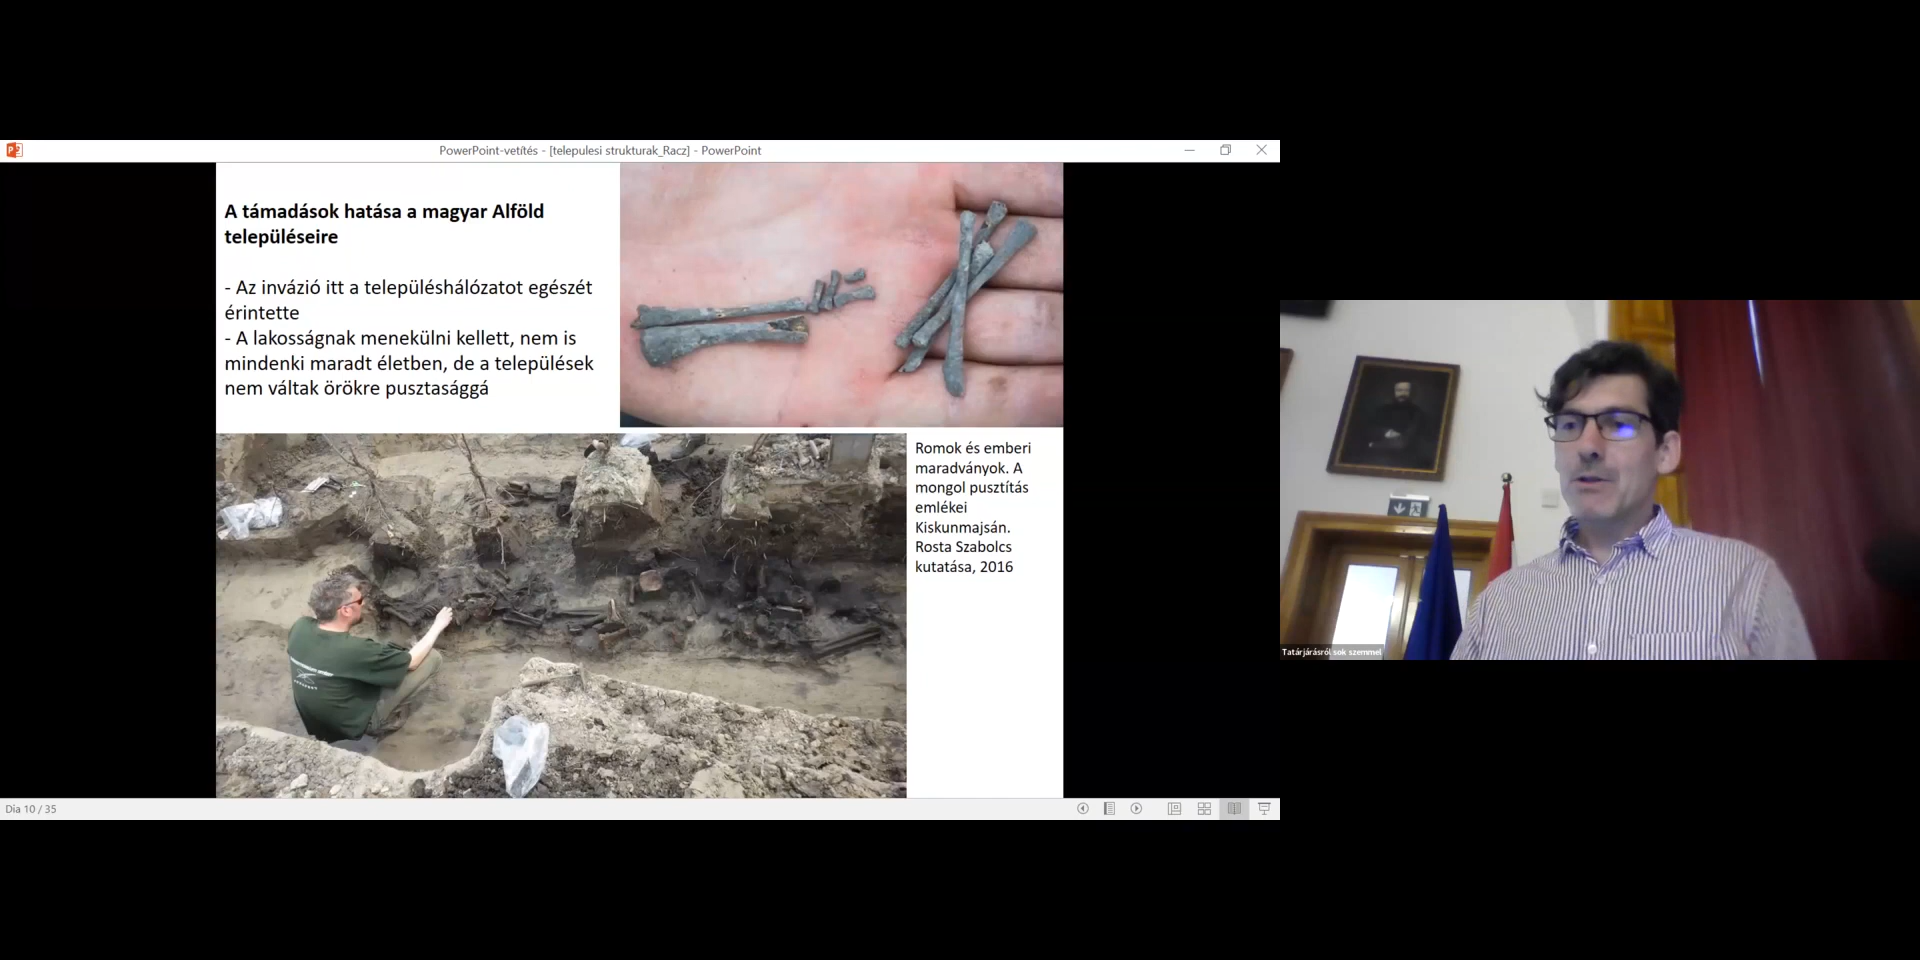 PowerPoint-vetítés - [telepulesi strukturak_Racz] - PowerPoint
A támadások hatása a magyar Alföld
településeire
- Az invázió itt a településhálózatot egészét
érintette
- A lakosságnak menekülni kellett, nem is
mindenki maradt életben, de a települések
nem váltak örökre pusztasággá
Romok és emberi
maradványok. A
mongol pusztítás
emlékei
Kiskunmajsán.
Rosta Szabolcs
kutatása, 2016
Tatárjárásról sok szemmel
Dia 10 / 35